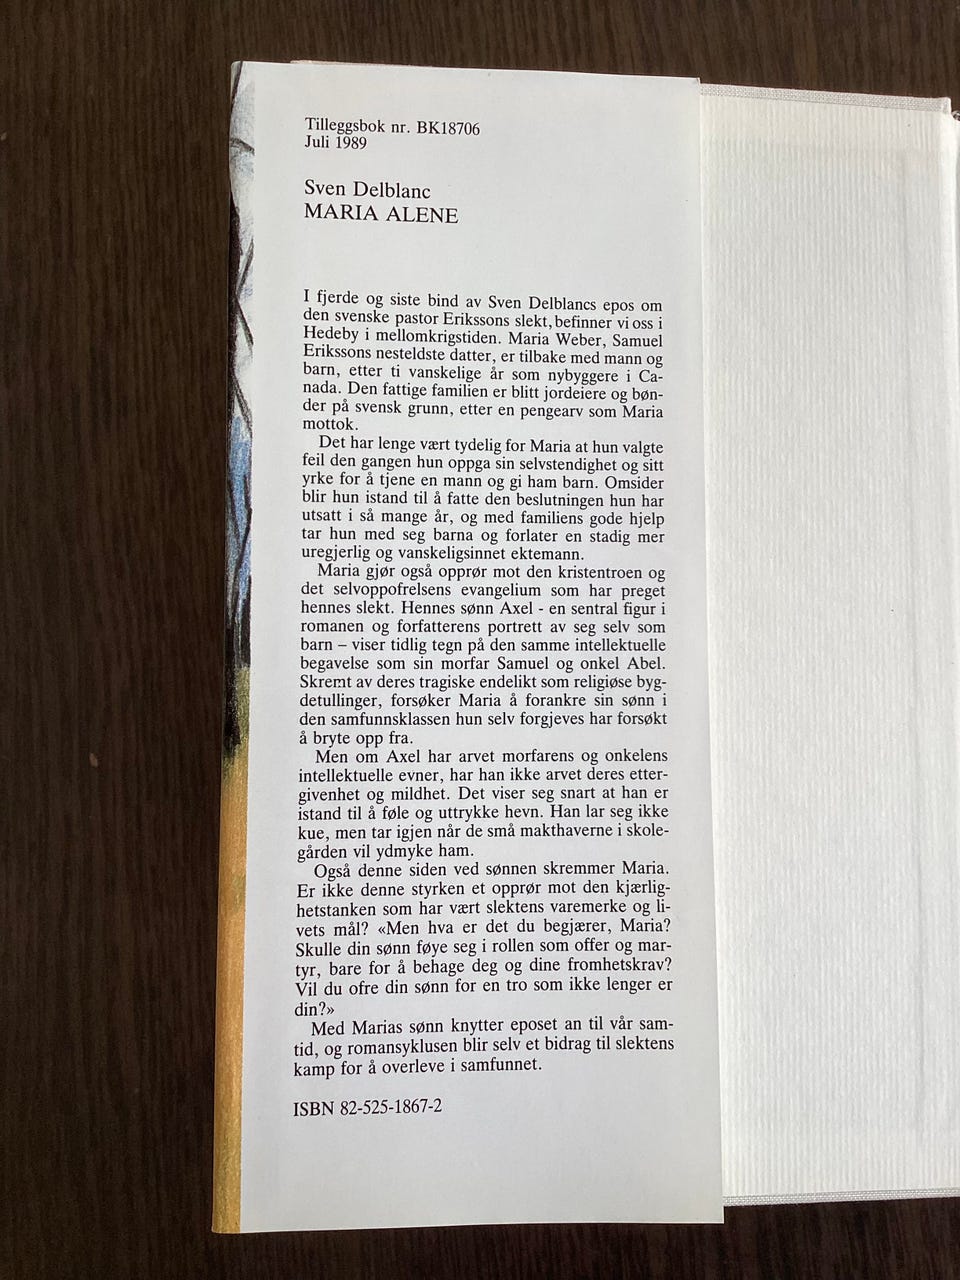 Tilleggsbok nr. BK18706
Juli 1989
Sven Delblanc
MARIA ALENE
I fjerde og siste bind av Sven Delblancs epos om
den svenske pastor Erikssons slekt, befinner vi oss i
Hedeby i mellomkrigstiden. Maria Weber, Samuel
Erikssons nesteldste datter, er tilbake med mann og
barn, etter ti vanskelige år som nybyggere i Ca-
nada. Den fattige familien er blitt jordeiere og bøn-
der på svensk grunn, etter en pengearv som Maria
mottok.
Det har lenge vært tydelig for Maria at hun valgte
feil den gangen hun oppga sin selvstendighet og sitt
yrke for å tjene en mann og gi ham barn. Omsider
blir hun istand til å fatte den beslutningen hun har
utsatt i så mange år, og med familiens gode hjelp
tar hun med seg barna og forlater en stadig mer
uregjerlig og vanskeligsinnet ektemann.
Maria gjør også opprør mot den kristentroen og
det selvoppofrelsens evangelium som har preget
hennes slekt. Hennes sønn Axel - en sentral figur i
romanen og forfatterens portrett av seg selv som
barn – viser tidlig tegn på den samme intellektuelle
begavelse som sin morfar Samuel og onkel Abel.
Skremt av deres tragiske endelikt som religiøse byg-
detullinger, forsøker Maria å forankre sin sønn i
den samfunnsklassen hun selv forgjeves har forsøkt
å bryte opp fra.
Men om Axel har arvet morfarens og onkelens
intellektuelle evner, har han ikke arvet deres etter-
givenhet og mildhet. Det viser seg snart at han er
istand til å føle og uttrykke hevn. Han lar seg ikke
kue, men tar igjen når de små makthaverne i skole-
gården vil ydmyke ham.
Også denne siden ved sønnen skremmer Maria.
Er ikke denne styrken et opprør mot den kjærlig-
hetstanken som har vært slektens varemerke og li-
vets mål? «Men hva er det du begjærer, Maria?
Skulle din sønn føye seg i rollen som offer og mar-
tyr, bare for å behage deg og dine fromhetskrav?
Vil du ofre din sønn for en tro som ikke lenger er
din?»
Med Marias sønn knytter eposet an til vår sam-
tid, og romansyklusen blir selv et bidrag til slektens
kamp for å overleve i samfunnet.
ISBN 82-525-1867-2